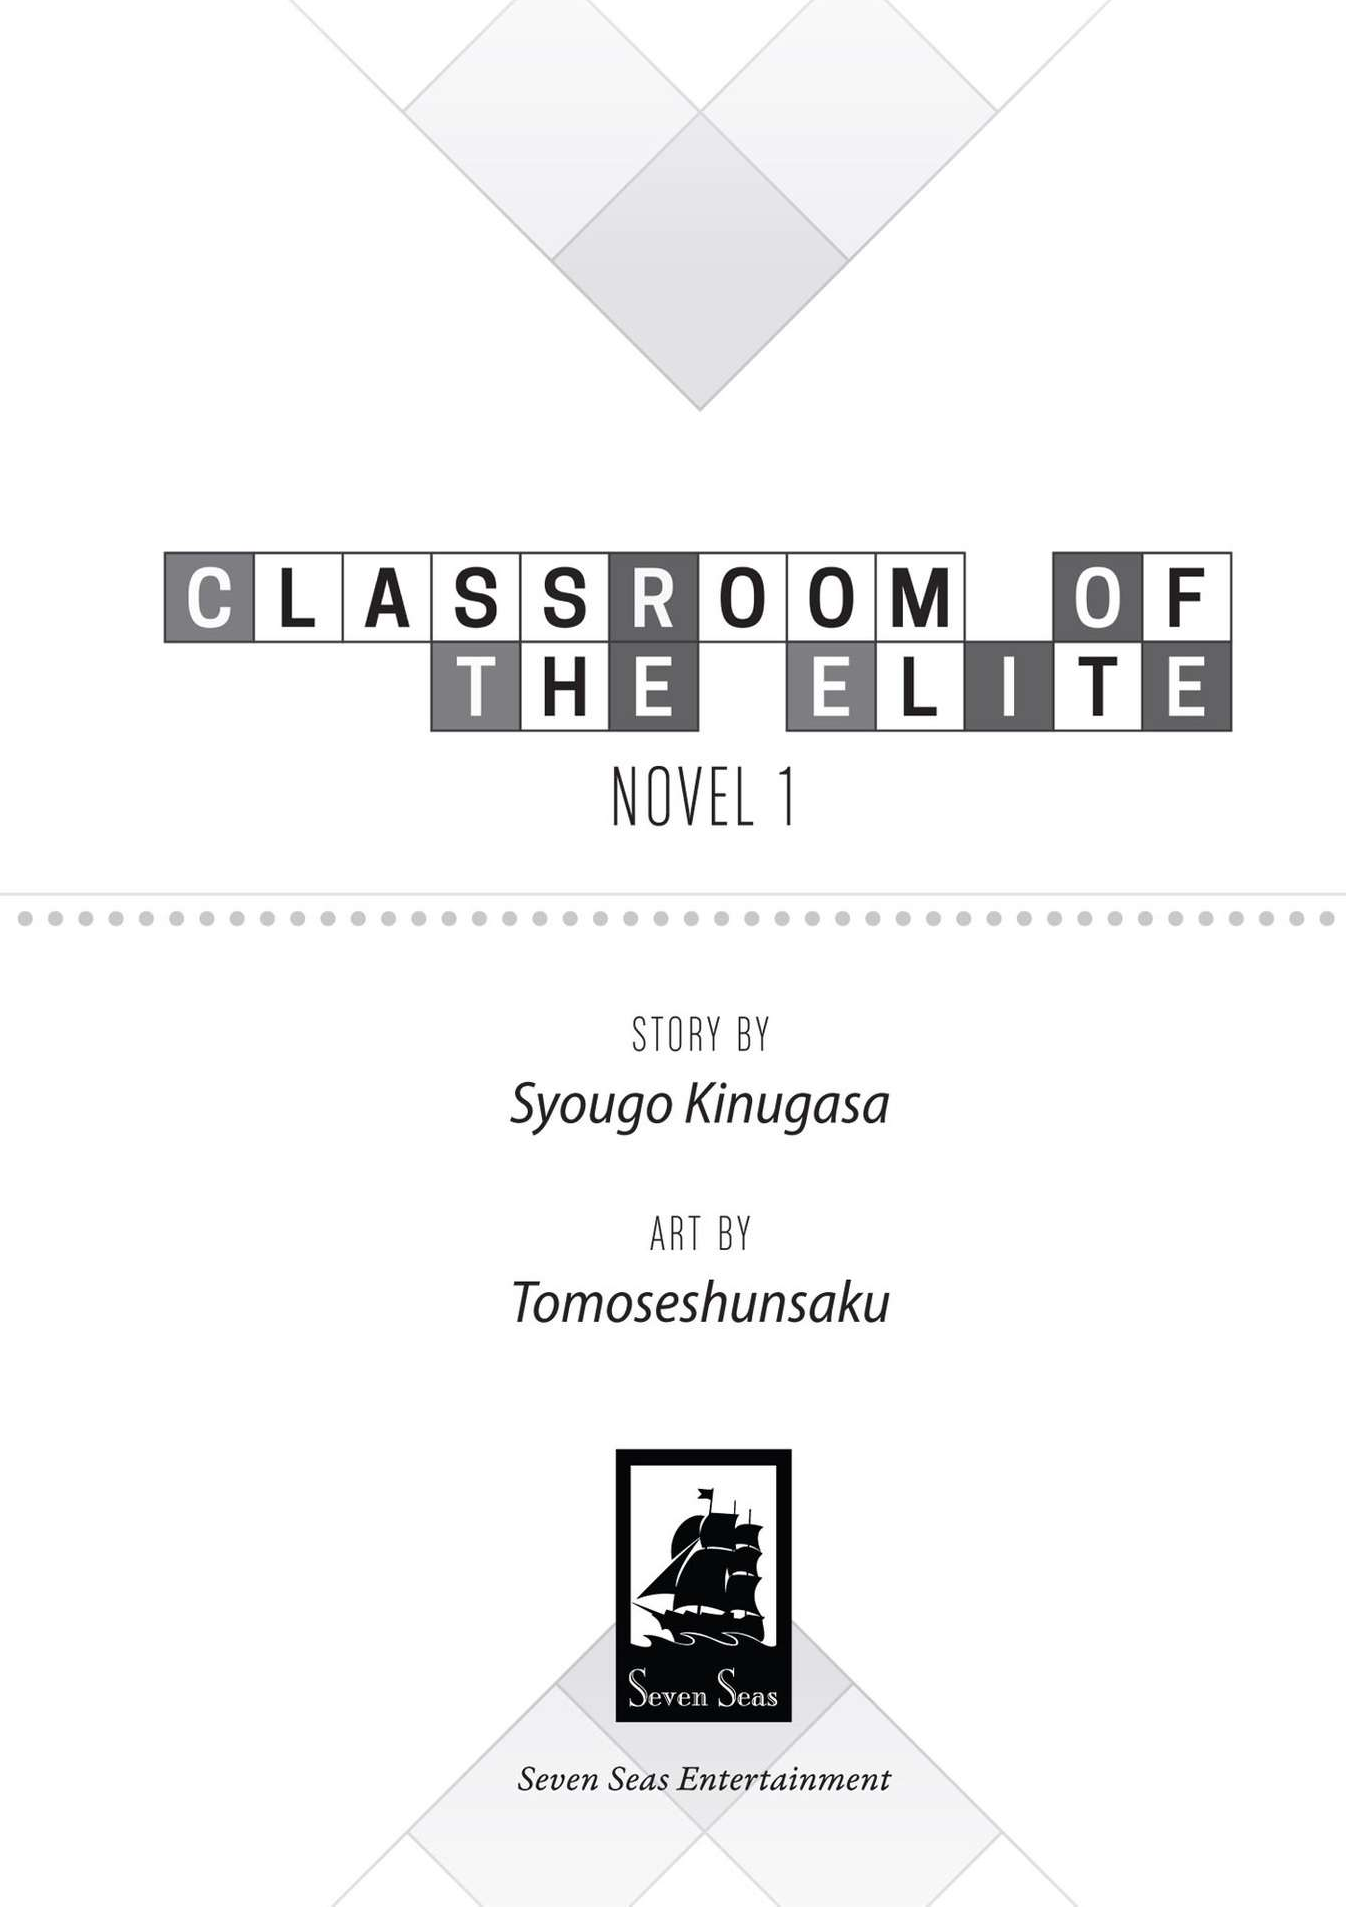 CLASSROOM OF
THE ELITE
NOVEL 1
STORY BY
Syougo Kinugasa
ART BY
Tomoseshunsaku
Seven Seas
Seven Seas Entertainment